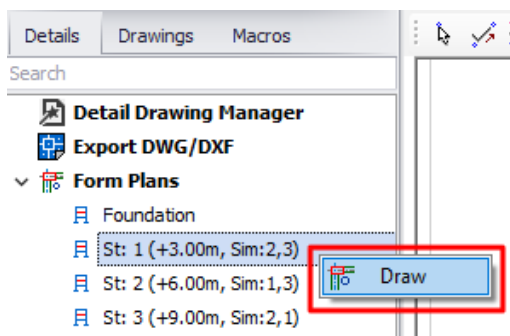 Details Drawings Macros
Search
Detail Drawing Manager
Export DWG/DXF
Form Plans
Foundation
St: 1 (+3.00m, Sim:2,3)
Draw
St: 2 (+6.00m, Sim:1,3)
St: 3 (+9.00m, Sim:2,1)